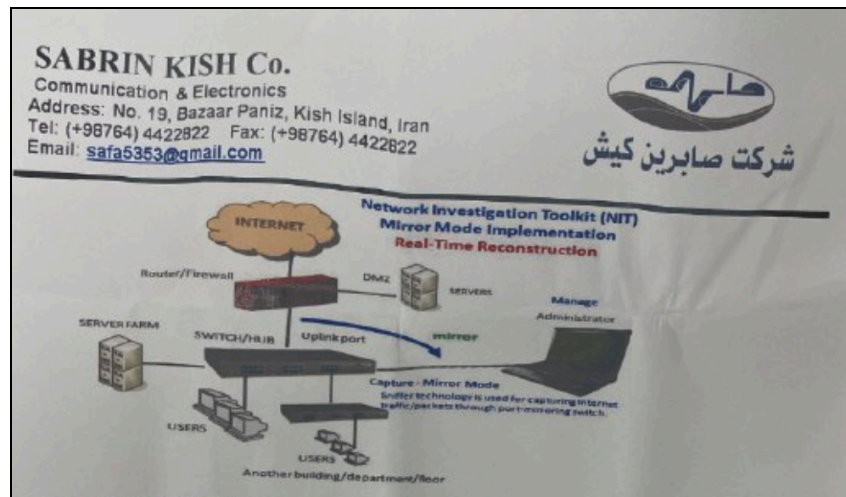 SABRIN KISH Co.
Communication & Electronics
Address: No. 19, Bazaar Paniz, Kish Island, Iran
Tel: (+98764) 4422822 Fax: (+98764) 4422822
Email: safa5353@gmail.com
صابرین
شرکت صابرین کیش
Network Investigation Toolkit (NIT)
Mirror Mode Implementation
Real-Time Reconstruction
INTERNET
Router/Firewall
DMZ
SERVERS
Manage
Administrator
SERVER FARM
SWITCH/HUB
Uplink port
mirror
Capture - Mirror Mode
Sniffer technology is used for capturing internet
traffic/packets through port-mirroring switch.
USERS
USERS
Another building/department/floor